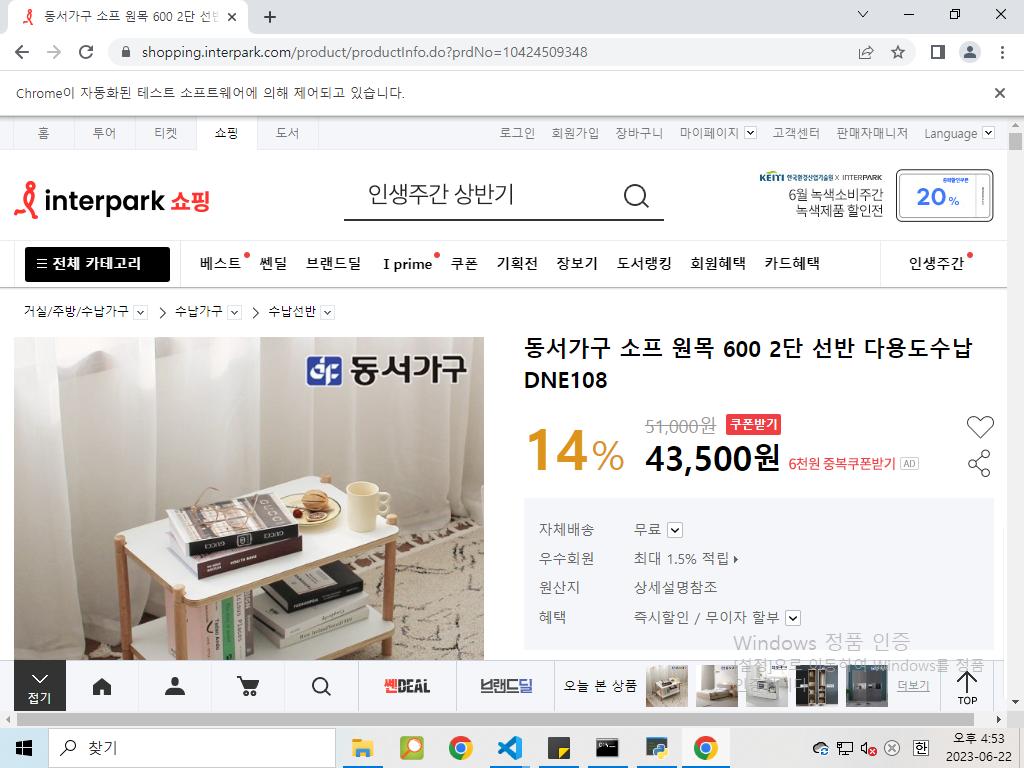 동서가구 소프 원목 600 2단 선반
shopping.interpark.com/product/productInfo.do?prdNo=10424509348
Chrome이 자동화된 테스트 소프트웨어에 의해 제어되고 있습니다.
홈 투어 티켓 쇼핑 도서 로그인 회원가입 장바구니 마이페이지 고객센터 판매자매니저 Language
interpark 쇼핑
인생주간 상반기
KEITI 한국환경산업기술원 X INTERPARK
6월 녹색소비주간
녹색제품 할인전
20%
전체 카테고리 베스트 쎈딜 브랜드딜 I prime 쿠폰 기획전 장보기 도서랭킹 회원혜택 카드혜택 인생주간
거실/주방/수납가구 수납가구 수납선반
동서가구
동서가구 소프 원목 600 2단 선반 다용도수납
DNE108
14%
51,000원 쿠폰받기
43,500원 6천원 중복쿠폰받기 AD
GUCCI
자체배송 무료
우수회원 최대 1.5% 적립
원산지 상세설명참조
혜택 즉시할인 / 무이자 할부
Windows 정품 인증
[설정]으로 이동하여 Windows를 정품
접기
쎈DEAL
브랜드딜
오늘 본 상품
더보기
TOP
찾기
한
오후 4:53
2023-06-22